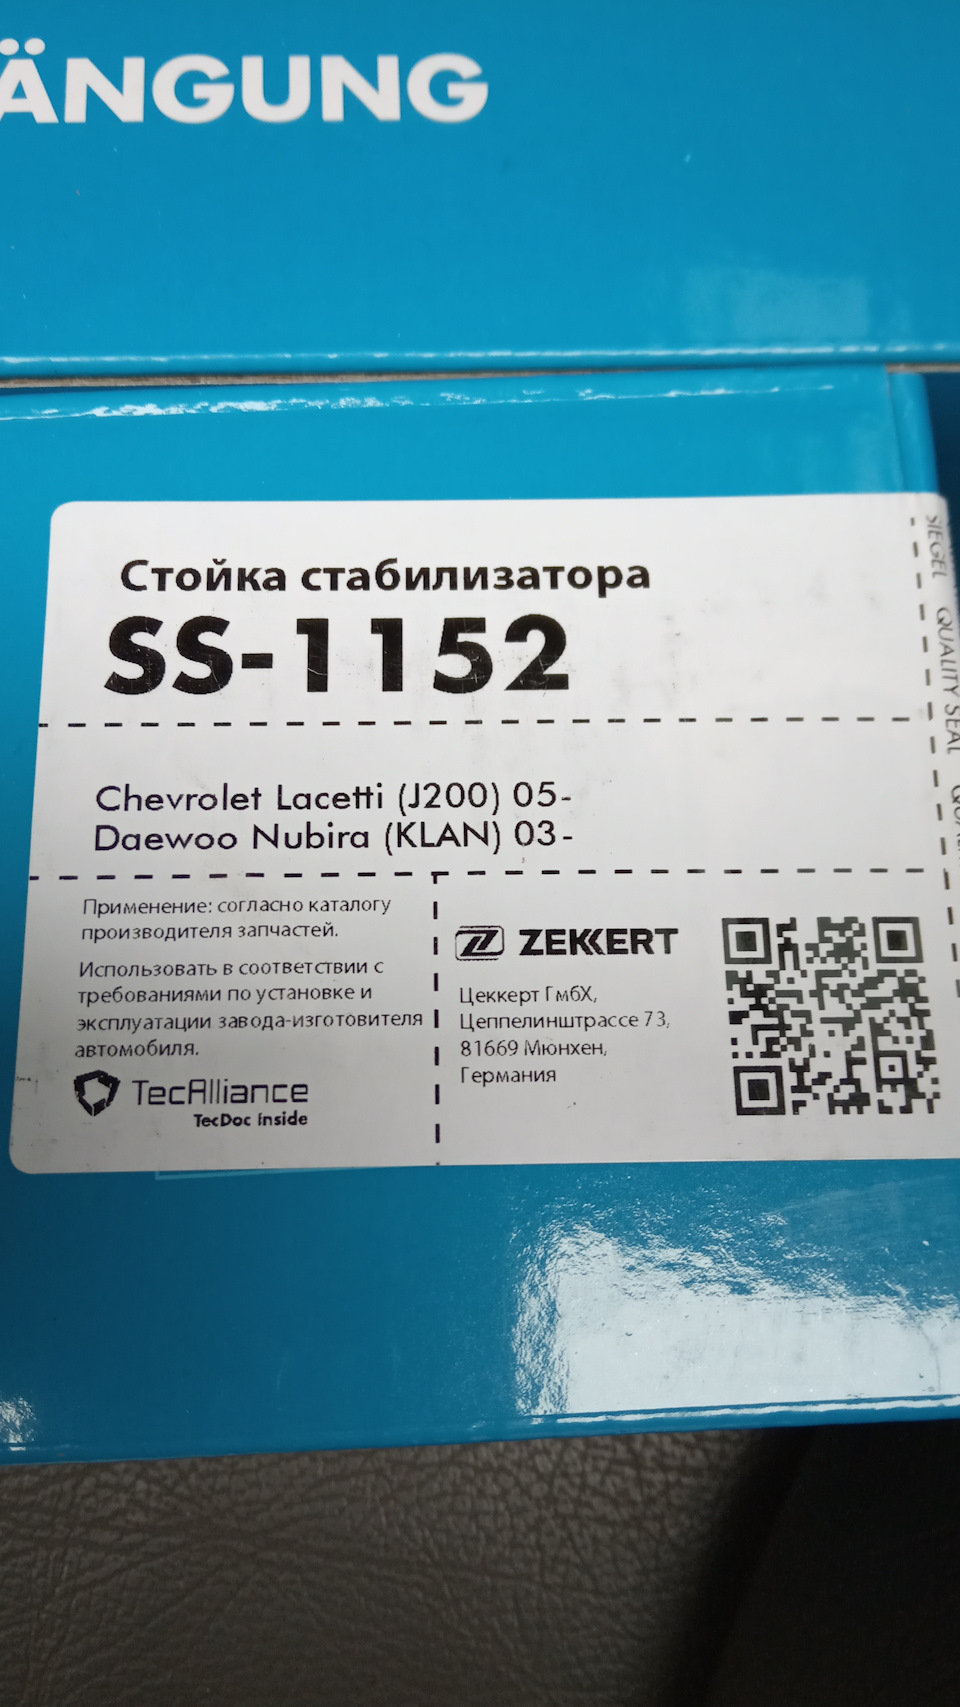 ÄNGUNG
Стойка стабилизатора
SS-1152
Chevrolet Lacetti (J200) 05-
Daewoo Nubira (KLAN) 03-
Применение: согласно каталогу
производителя запчастей.
Использовать в соответствии с
требованиями по установке и
эксплуатации завода-изготовителя
автомобиля.
TecAlliance
TecDoc Inside
ZEKKERT
Цеккерт ГмбХ,
Цеппелинштрассе 73,
81669 Мюнхен,
Германия
SIEGEL QUALITY SEAL